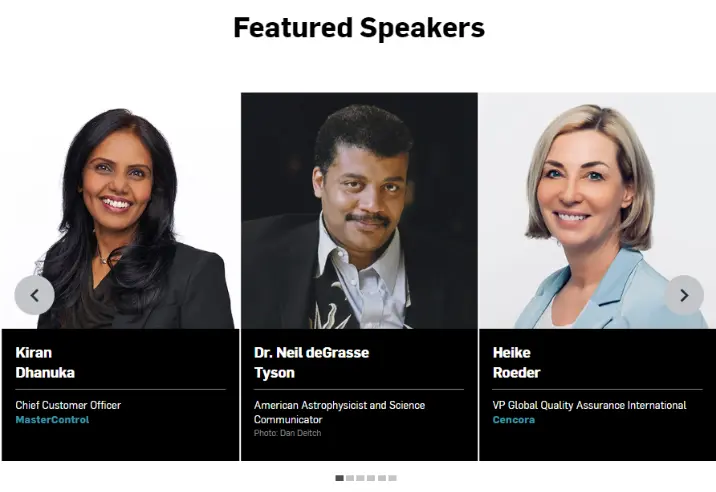 Featured Speakers
Kiran
Dhanuka
Chief Customer Officer
MasterControl
Dr. Neil deGrasse
Tyson
American Astrophysicist and Science
Communicator
Photo: Dan Deitch
Heike
Roeder
VP Global Quality Assurance International
Cencora